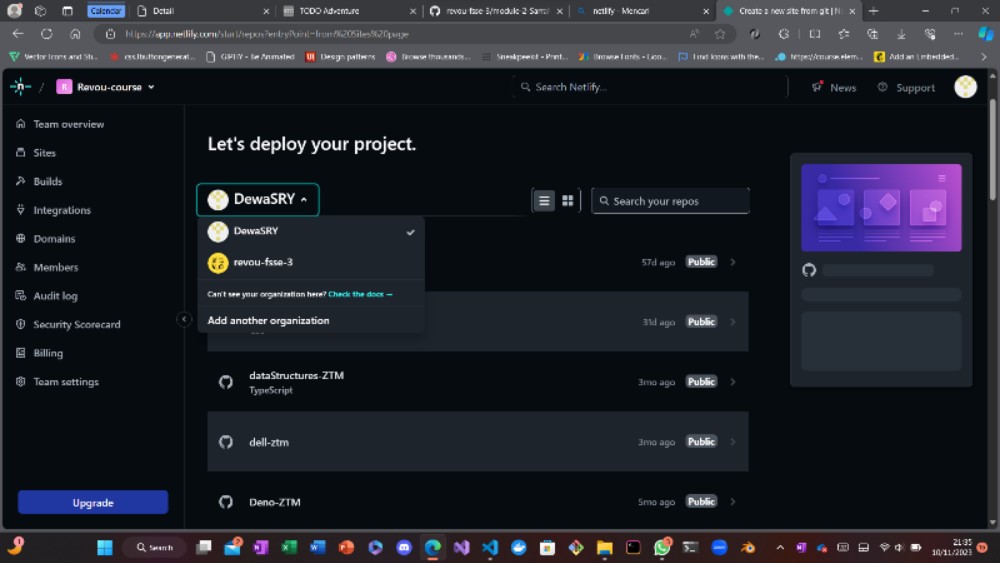 Calendar
Detail
TODO Adventure
revou-fsse-3/module-2-Samn
netlify - Mencari
Create a new site from git | N
https://app.netlify.com/start/repos?entryPoint=from%20Sites%20page
Vector Icons and Sti...
css.fbuttongenerat...
Design patterns
Browse thousands...
Sneakpeekit - Print...
Browse Fonts - Goo...
Find Icons with the...
https://course.elem...
Add an Embedded...
R Revou-course
Search Netlify...
News
Support
Team overview
Sites
Builds
Integrations
Domains
Members
Audit log
Security Scorecard
Billing
Team settings
Upgrade
Let's deploy your project.
DewaSRY
Search your repos
DewaSRY
revou-fsse-3
Can't see your organization here? Check the docs →
Add another organization
57d ago Public
31d ago Public
dataStructures-ZTM
TypeScript
3mo ago Public
dell-ztm
3mo ago Public
Deno-ZTM
5mo ago Public
Search
21:35
10/11/2023